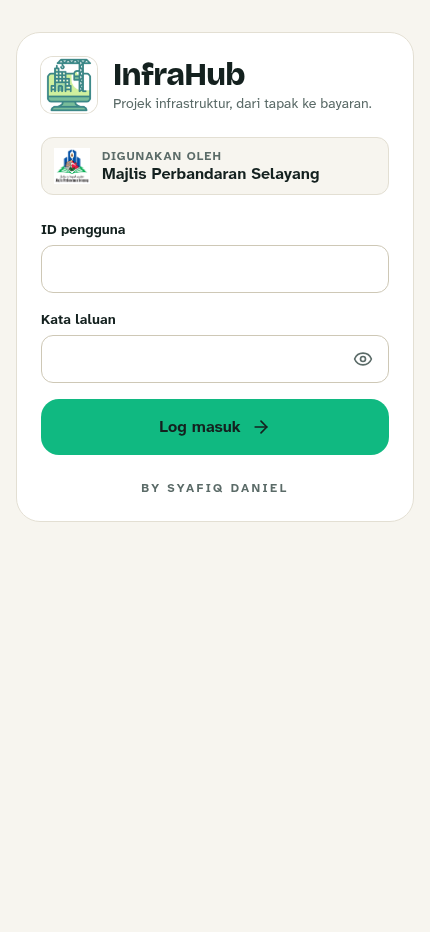 InfraHub
Projek infrastruktur, dari tapak ke bayaran.
DIGUNAKAN OLEH
Majlis Perbandaran Selayang
ID pengguna
Kata laluan
Log masuk
BY SYAFIQ DANIEL